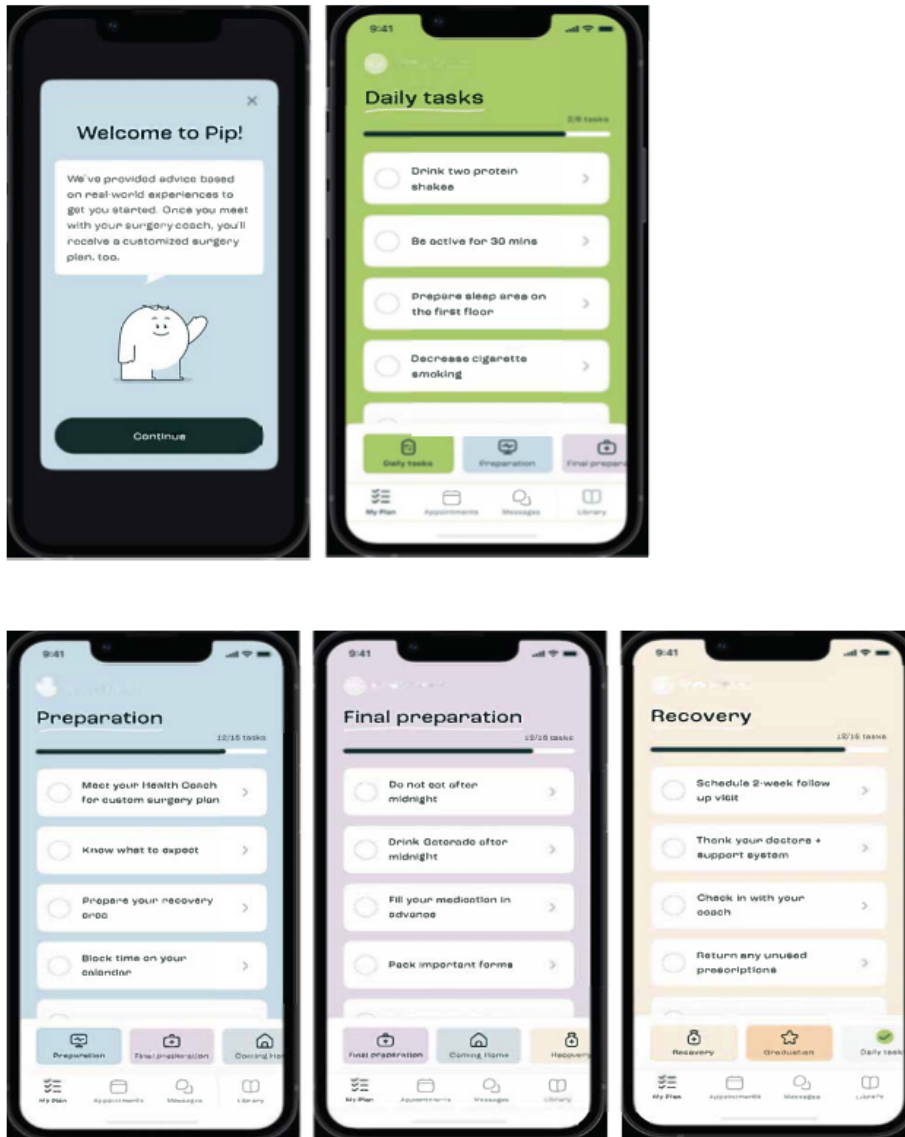 Welcome to Pip!
We've provided advice based
on real-world experiences to
get you started. Once you meet
with your surgery coach, you'll
receive a customized surgery
plan, too.
Continue
9:41
Daily tasks
2/6 tasks
Drink two protein
shakes
Be active for 30 mins
Prepare sleep area on
the first floor
Decrease cigarette
smoking
Daily tasks
Preparation
Final prepara
My Plan
Appointments
Messages
Library
9:41
Preparation
12/15 tasks
Meet your Health Coach
for custom surgery plan
Know what to expect
Prepare your recovery
area
Block time on your
calendar
Preparation
Final preparation
Coming Hom
My Plan
Appointments
Messages
Library
9:41
Final preparation
12/15 tasks
Do not eat after
midnight
Drink Gatorade after
midnight
Fill your medication in
advance
Pack important forms
Final preparation
Coming Home
Recovery
My Plan
Appointments
Messages
Library
9:41
Recovery
12/15 tasks
Schedule 2-week follow
up visit
Thank your doctors +
support system
Check in with your
coach
Return any unused
prescriptions
Recovery
Graduation
Daily task
My Plan
Appointments
Messages
Library